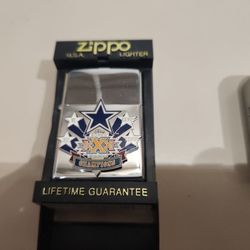 zippo
U.S.A. LIGHTER
XXX
CHAMPIONS
LIFETIME GUARANTEE